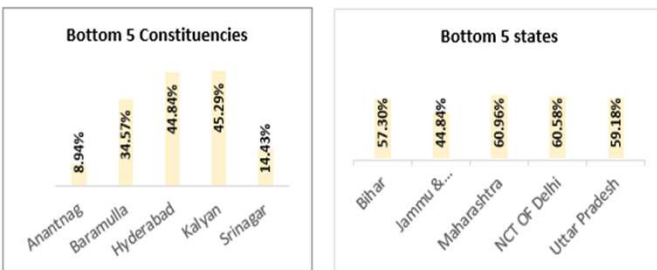 Bottom 5 Constituencies
8.94%
34.57%
44.84%
45.29%
14.43%
Anantnag
Baramulla
Hyderabad
Kalyan
Srinagar
Bottom 5 states
57.30%
44.84%
60.96%
60.58%
59.18%
Bihar
Jammu &...
Maharashtra
NCT OF Delhi
Uttar Pradesh